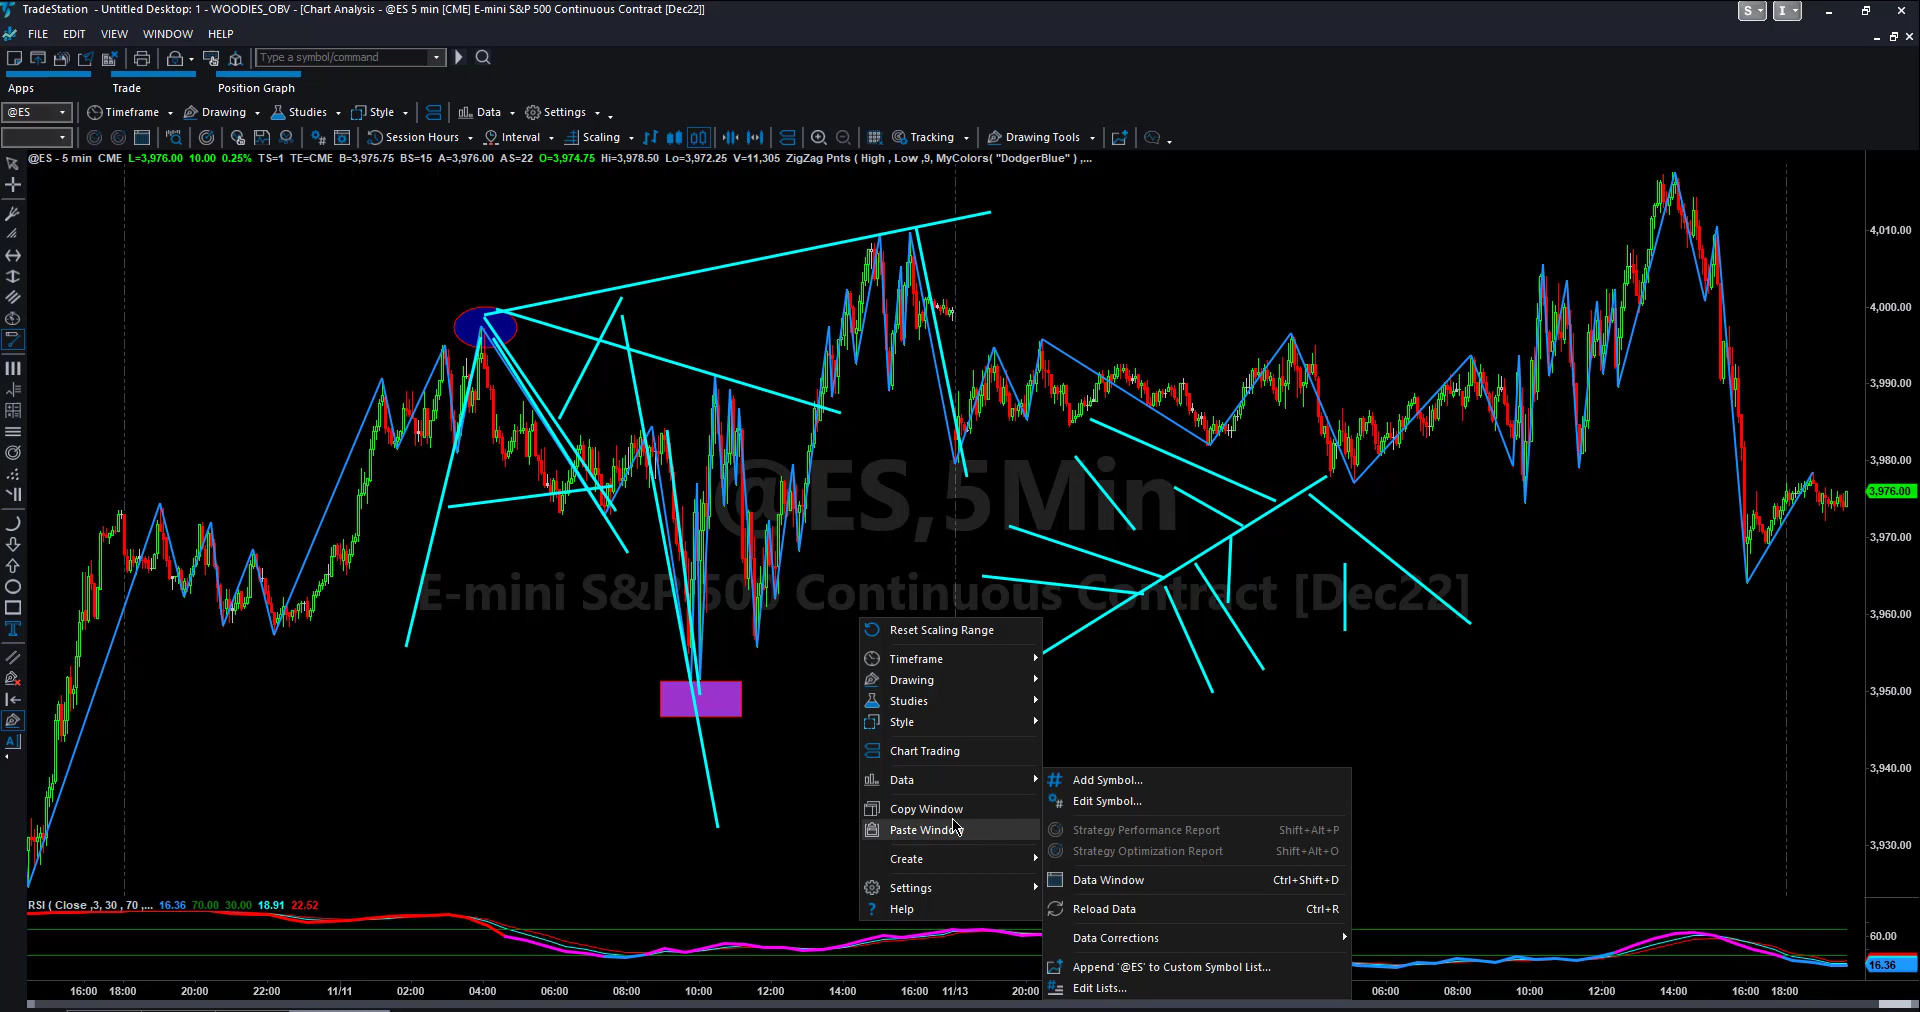 TradeStation - Untitled Desktop: 1 - WOODIES_OBV - [Chart Analysis - @ES 5 min [CME] E-mini S&P 500 Continuous Contract [Dec22]]
S I
FILE EDIT VIEW WINDOW HELP
Type a symbol/command
Apps Trade Position Graph
@ES Timeframe Drawing Studies Style Data Settings
Session Hours Interval Scaling Tracking Drawing Tools
@ES - 5 min CME L=3,976.00 10.00 0.25% TS=1 TE=CME B=3,975.75 BS=15 A=3,976.00 AS=22 O=3,974.75 Hi=3,978.50 Lo=3,972.25 V=11,305 ZigZag Pnts ( High , Low ,9, MyColors( "DodgerBlue" ) ,...
4,010.00
4,000.00
3,990.00
3,980.00
3,976.00
3,970.00
3,960.00
3,950.00
3,940.00
3,930.00
@ES,5Min
E-mini S&P 500 Continuous Contract [Dec22]
Reset Scaling Range
Timeframe
Drawing
Studies
Style
Chart Trading
Data
Copy Window
Paste Window
Create
Settings
Help
Add Symbol...
Edit Symbol...
Strategy Performance Report Shift+Alt+P
Strategy Optimization Report Shift+Alt+O
Data Window Ctrl+Shift+D
Reload Data Ctrl+R
Data Corrections
Append '@ES' to Custom Symbol List...
Edit Lists...
RSI ( Close ,3, 30 , 70 ,... 16.36 70.00 30.00 18.91 22.52
60.00
16.36
16:00 18:00 20:00 22:00 11/11 02:00 04:00 06:00 08:00 10:00 12:00 14:00 16:00 11/13 20:00 06:00 08:00 10:00 12:00 14:00 16:00 18:00